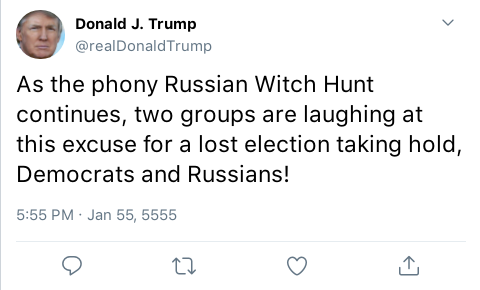 Donald J. Trump
@realDonaldTrump
As the phony Russian Witch Hunt
continues, two groups are laughing at
this excuse for a lost election taking hold,
Democrats and Russians!
5:55 PM · Jan 55, 5555